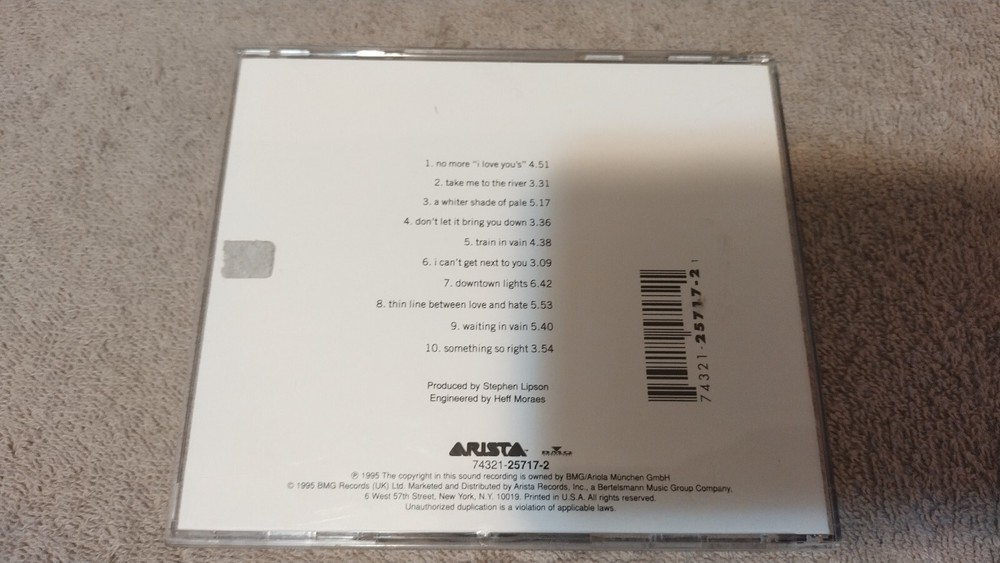 1. no more "i love you's" 4.51
2. take me to the river 3.31
3. a whiter shade of pale 5.17
4. don't let it bring you down 3.36
5. train in vain 4.38
6. i can't get next to you 3.09
7. downtown lights 6.42
8. thin line between love and hate 5.53
9. waiting in vain 5.40
10. something so right 3.54
Produced by Stephen Lipson
Engineered by Heff Moraes
ARISTA BMG
74321-25717-2
℗ 1995 The copyright in this sound recording is owned by BMG/Ariola München GmbH
© 1995 BMG Records (UK) Ltd. Marketed and Distributed by Arista Records, Inc., a Bertelsmann Music Group Company,
6 West 57th Street, New York, N.Y. 10019. Printed in U.S.A. All rights reserved.
Unauthorized duplication is a violation of applicable laws.
74321-25717-2 1